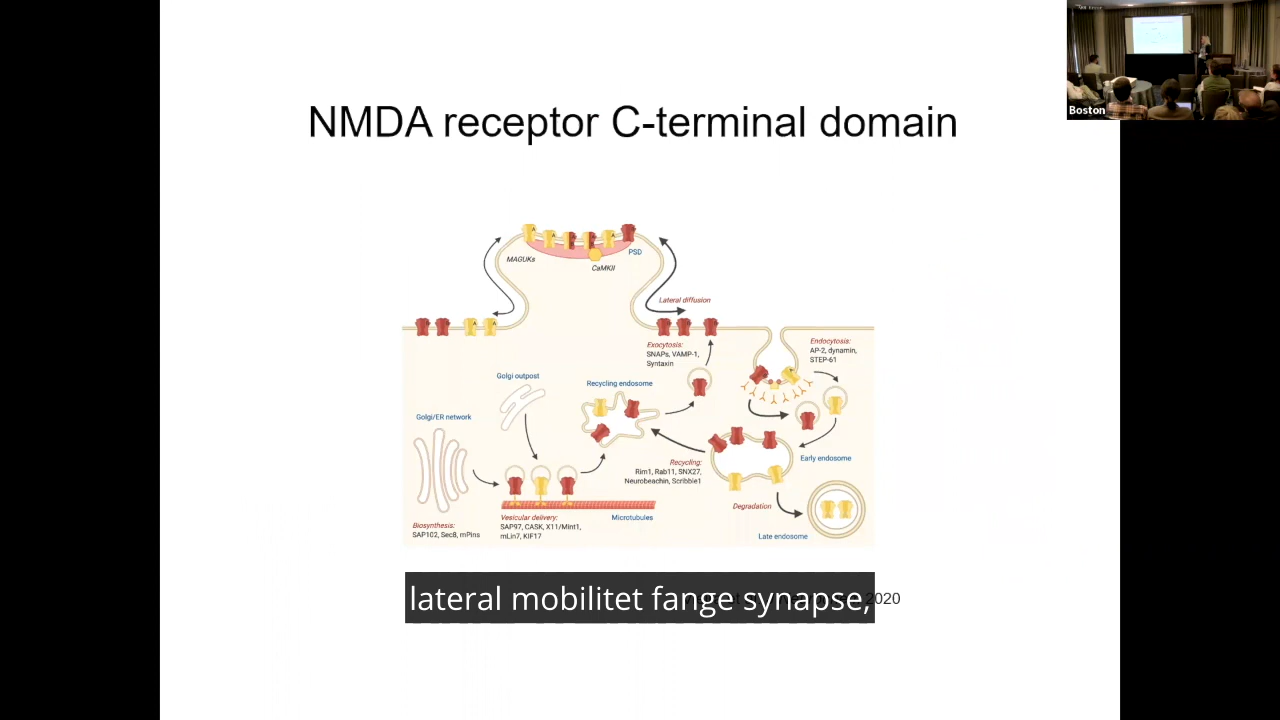 Boston
NMDA receptor C-terminal domain
A
A
A
A
MAGUKs
CaMKII
PSD
Lateral diffusion
A
A
Exocytosis:
SNAPs, VAMP-1,
Syntaxin
Endocytosis:
AP-2, dynamin,
STEP-61
Golgi outpost
Recycling endosome
Golgi/ER network
Early endosome
Recycling:
Rim1, Rab11, SNX27,
Neurobeachin, Scribble1
Degradation
Late endosome
Biosynthesis:
SAP102, Sec8, mPins
Vesicular delivery:
SAP97, CASK, X11/Mint1,
mLin7, KIF17
Microtubules
2020
lateral mobilitet fange synapse,